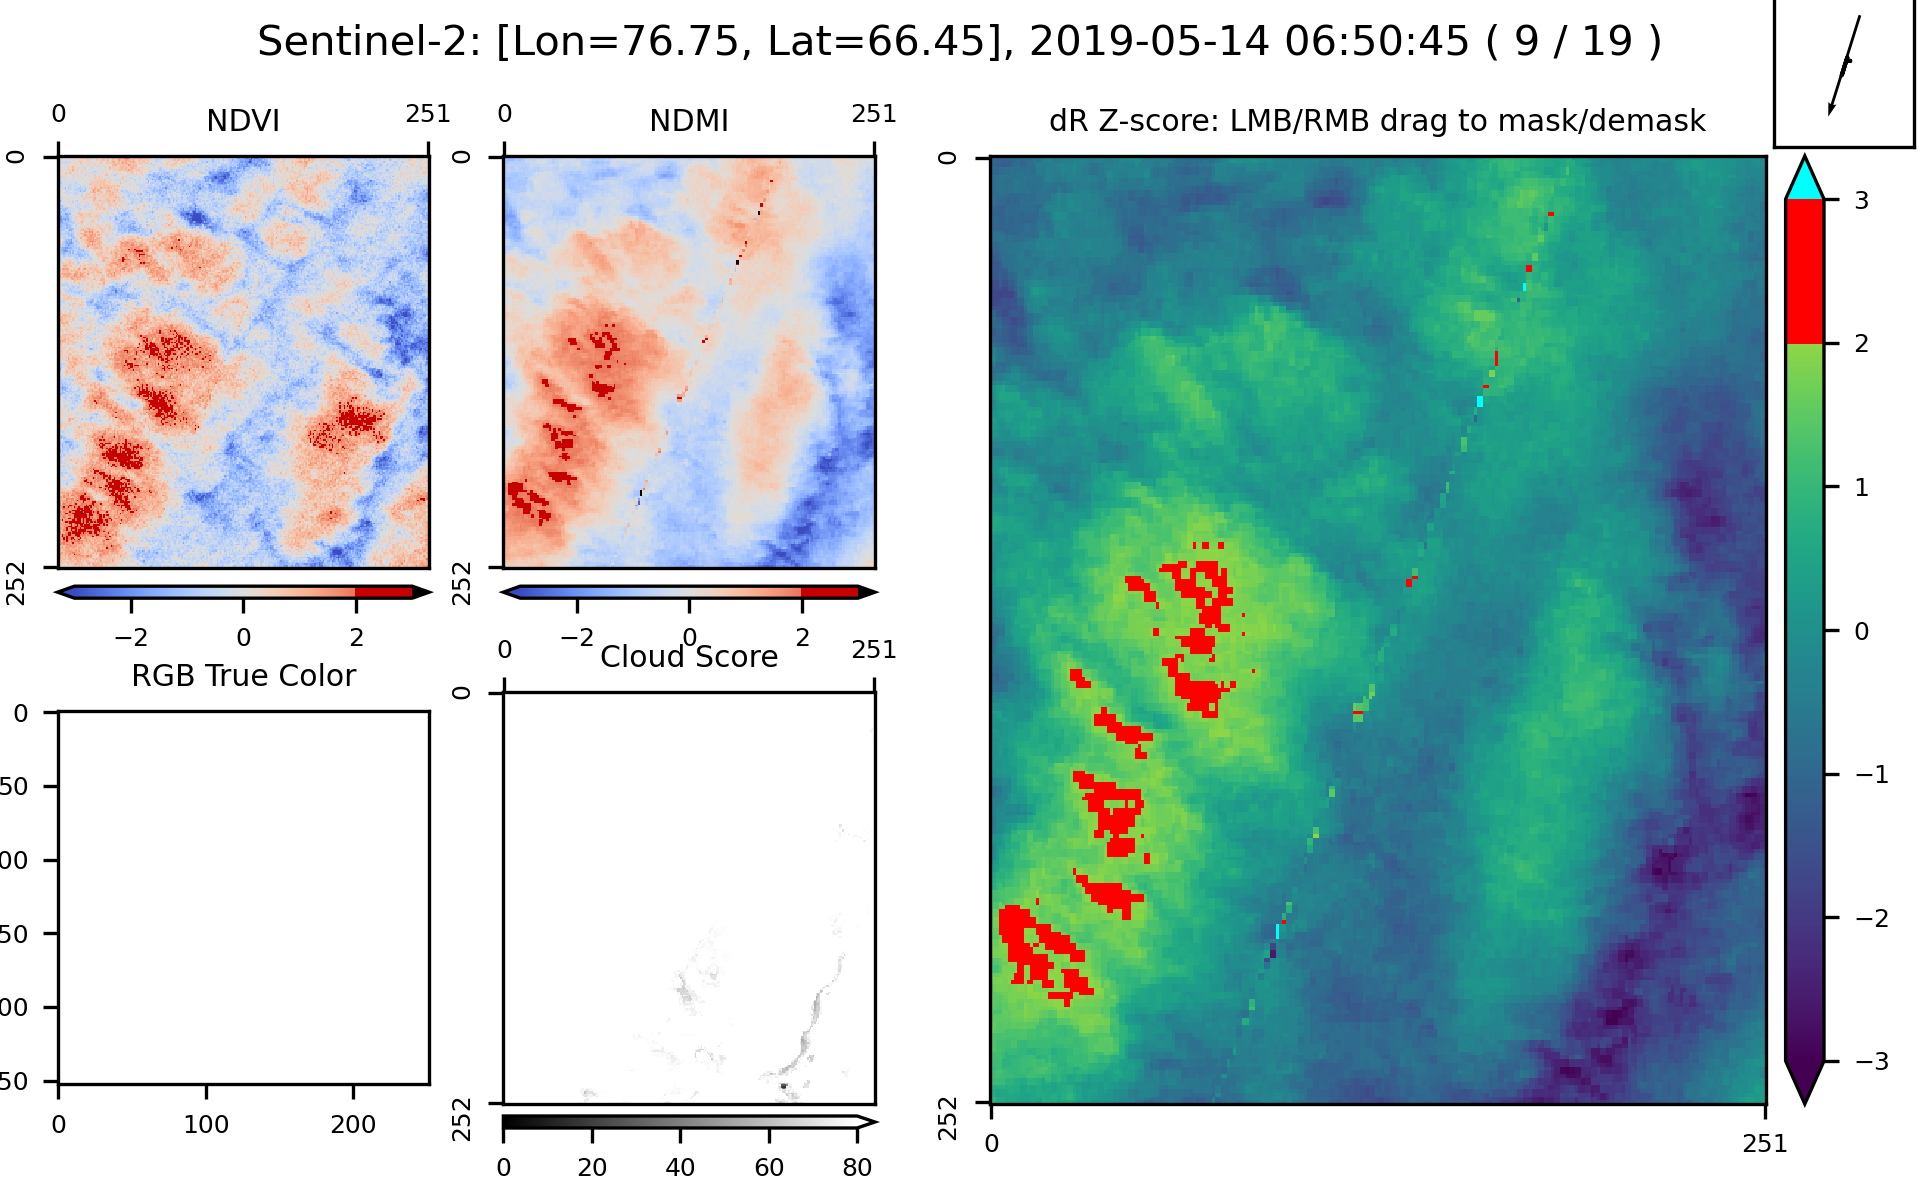 Sentinel-2: [Lon=76.75, Lat=66.45], 2019-05-14 06:50:45 ( 9 / 19 )
0 NDVI 251
0
252
−2 0 2
0 NDMI 251
0
252
−2 0 2
dR Z-score: LMB/RMB drag to mask/demask
0
252
0 251
3
2
1
0
−1
−2
−3
RGB True Color
0
50
00
50
00
50
0 100 200
0 Cloud Score 251
0
252
0 20 40 60 80